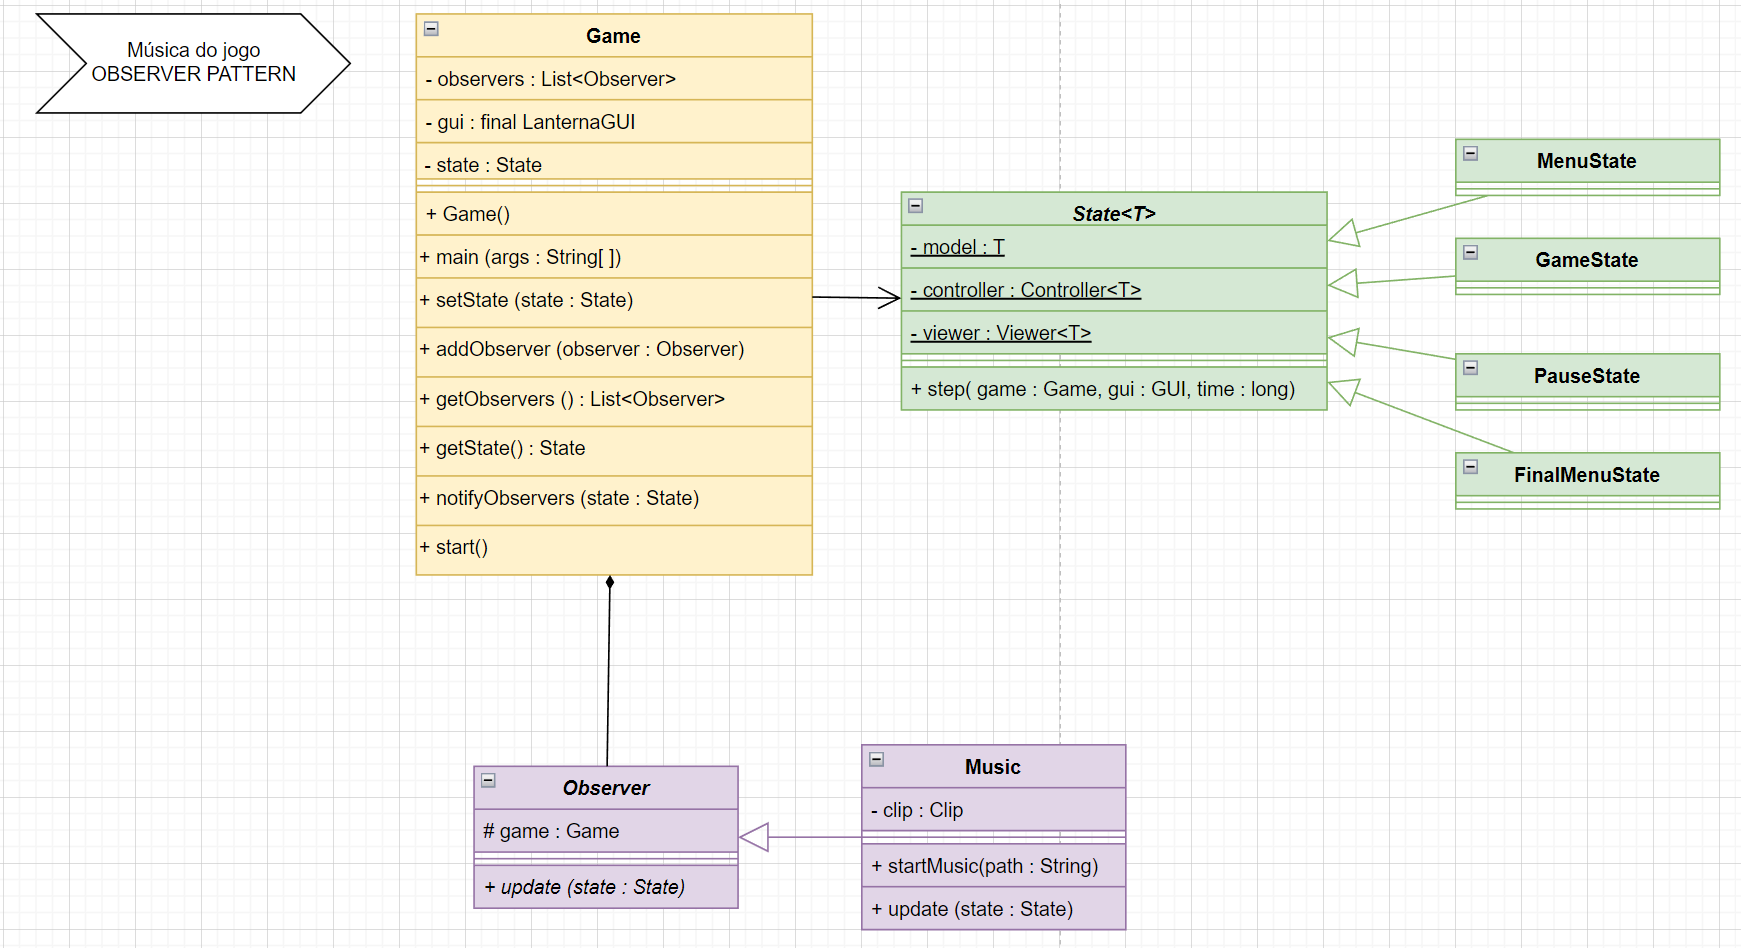 Música do jogo
OBSERVER PATTERN
Game
- observers : List<Observer>
- gui : final LanternaGUI
- state : State
+ Game()
+ main (args : String[ ])
+ setState (state : State)
+ addObserver (observer : Observer)
+ getObservers () : List<Observer>
+ getState() : State
+ notifyObservers (state : State)
+ start()
State<T>
- model : T
- controller : Controller<T>
- viewer : Viewer<T>
+ step( game : Game, gui : GUI, time : long)
MenuState
GameState
PauseState
FinalMenuState
Observer
# game : Game
+ update (state : State)
Music
- clip : Clip
+ startMusic(path : String)
+ update (state : State)